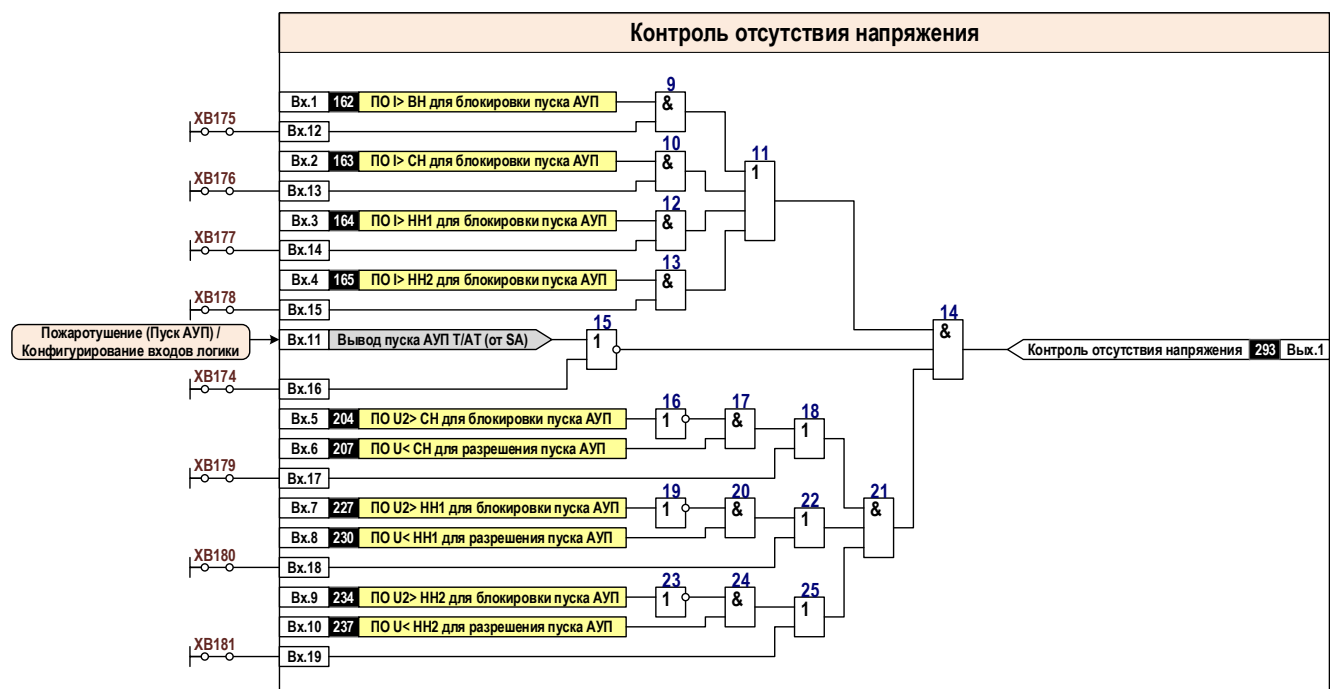 Контроль отсутствия напряжения
9
Вх.1 162 ПО I> ВН для блокировки пуска АУП &
XB175
Вх.12
10
Вх.2 163 ПО I> СН для блокировки пуска АУП &
11
1
XB176
Вх.13
12
Вх.3 164 ПО I> НН1 для блокировки пуска АУП &
XB177
Вх.14
13
Вх.4 165 ПО I> НН2 для блокировки пуска АУП &
XB178
Вх.15
Пожаротушение (Пуск АУП) /
Конфигурирование входов логики
Вх.11 Вывод пуска АУП Т/АТ (от SA)
15
1
14
&
Контроль отсутствия напряжения 293 Вых.1
XB174
Вх.16
16
17
18
Вх.5 204 ПО U2> СН для блокировки пуска АУП 1 & 1
Вх.6 207 ПО U< СН для разрешения пуска АУП
XB179
Вх.17
19
20
22
21
Вх.7 227 ПО U2> НН1 для блокировки пуска АУП 1 & 1 &
Вх.8 230 ПО U< НН1 для разрешения пуска АУП
XB180
Вх.18
23
24
25
Вх.9 234 ПО U2> НН2 для блокировки пуска АУП 1 & 1
Вх.10 237 ПО U< НН2 для разрешения пуска АУП
XB181
Вх.19